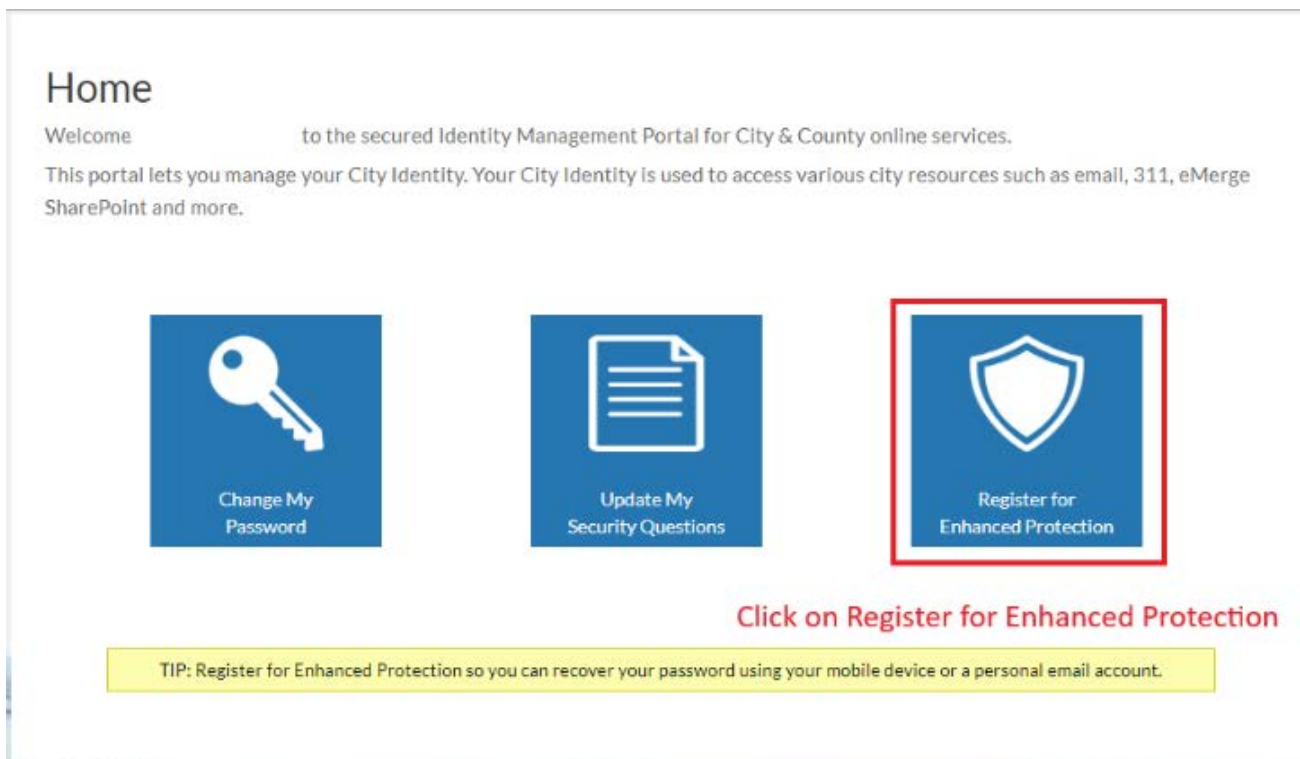 Home
Welcome to the secured Identity Management Portal for City & County online services.
This portal lets you manage your City Identity. Your City Identity is used to access various city resources such as email, 311, eMerge
SharePoint and more.
Change My
Password
Update My
Security Questions
Register for
Enhanced Protection
Click on Register for Enhanced Protection
TIP: Register for Enhanced Protection so you can recover your password using your mobile device or a personal email account.